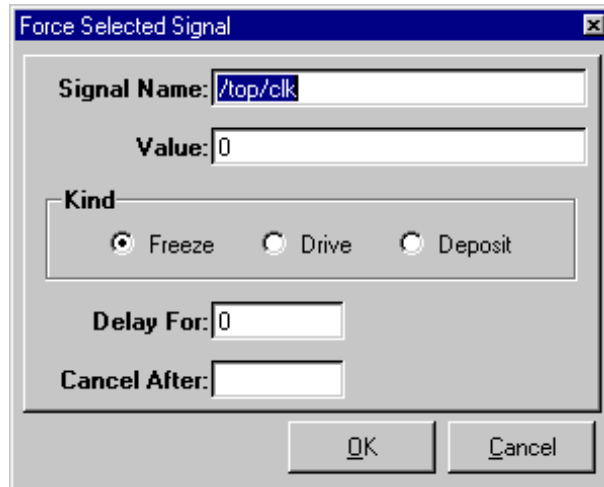 Force Selected Signal
Signal Name: /top/clk
Value: 0
Kind
Freeze Drive Deposit
Delay For: 0
Cancel After:
OK Cancel